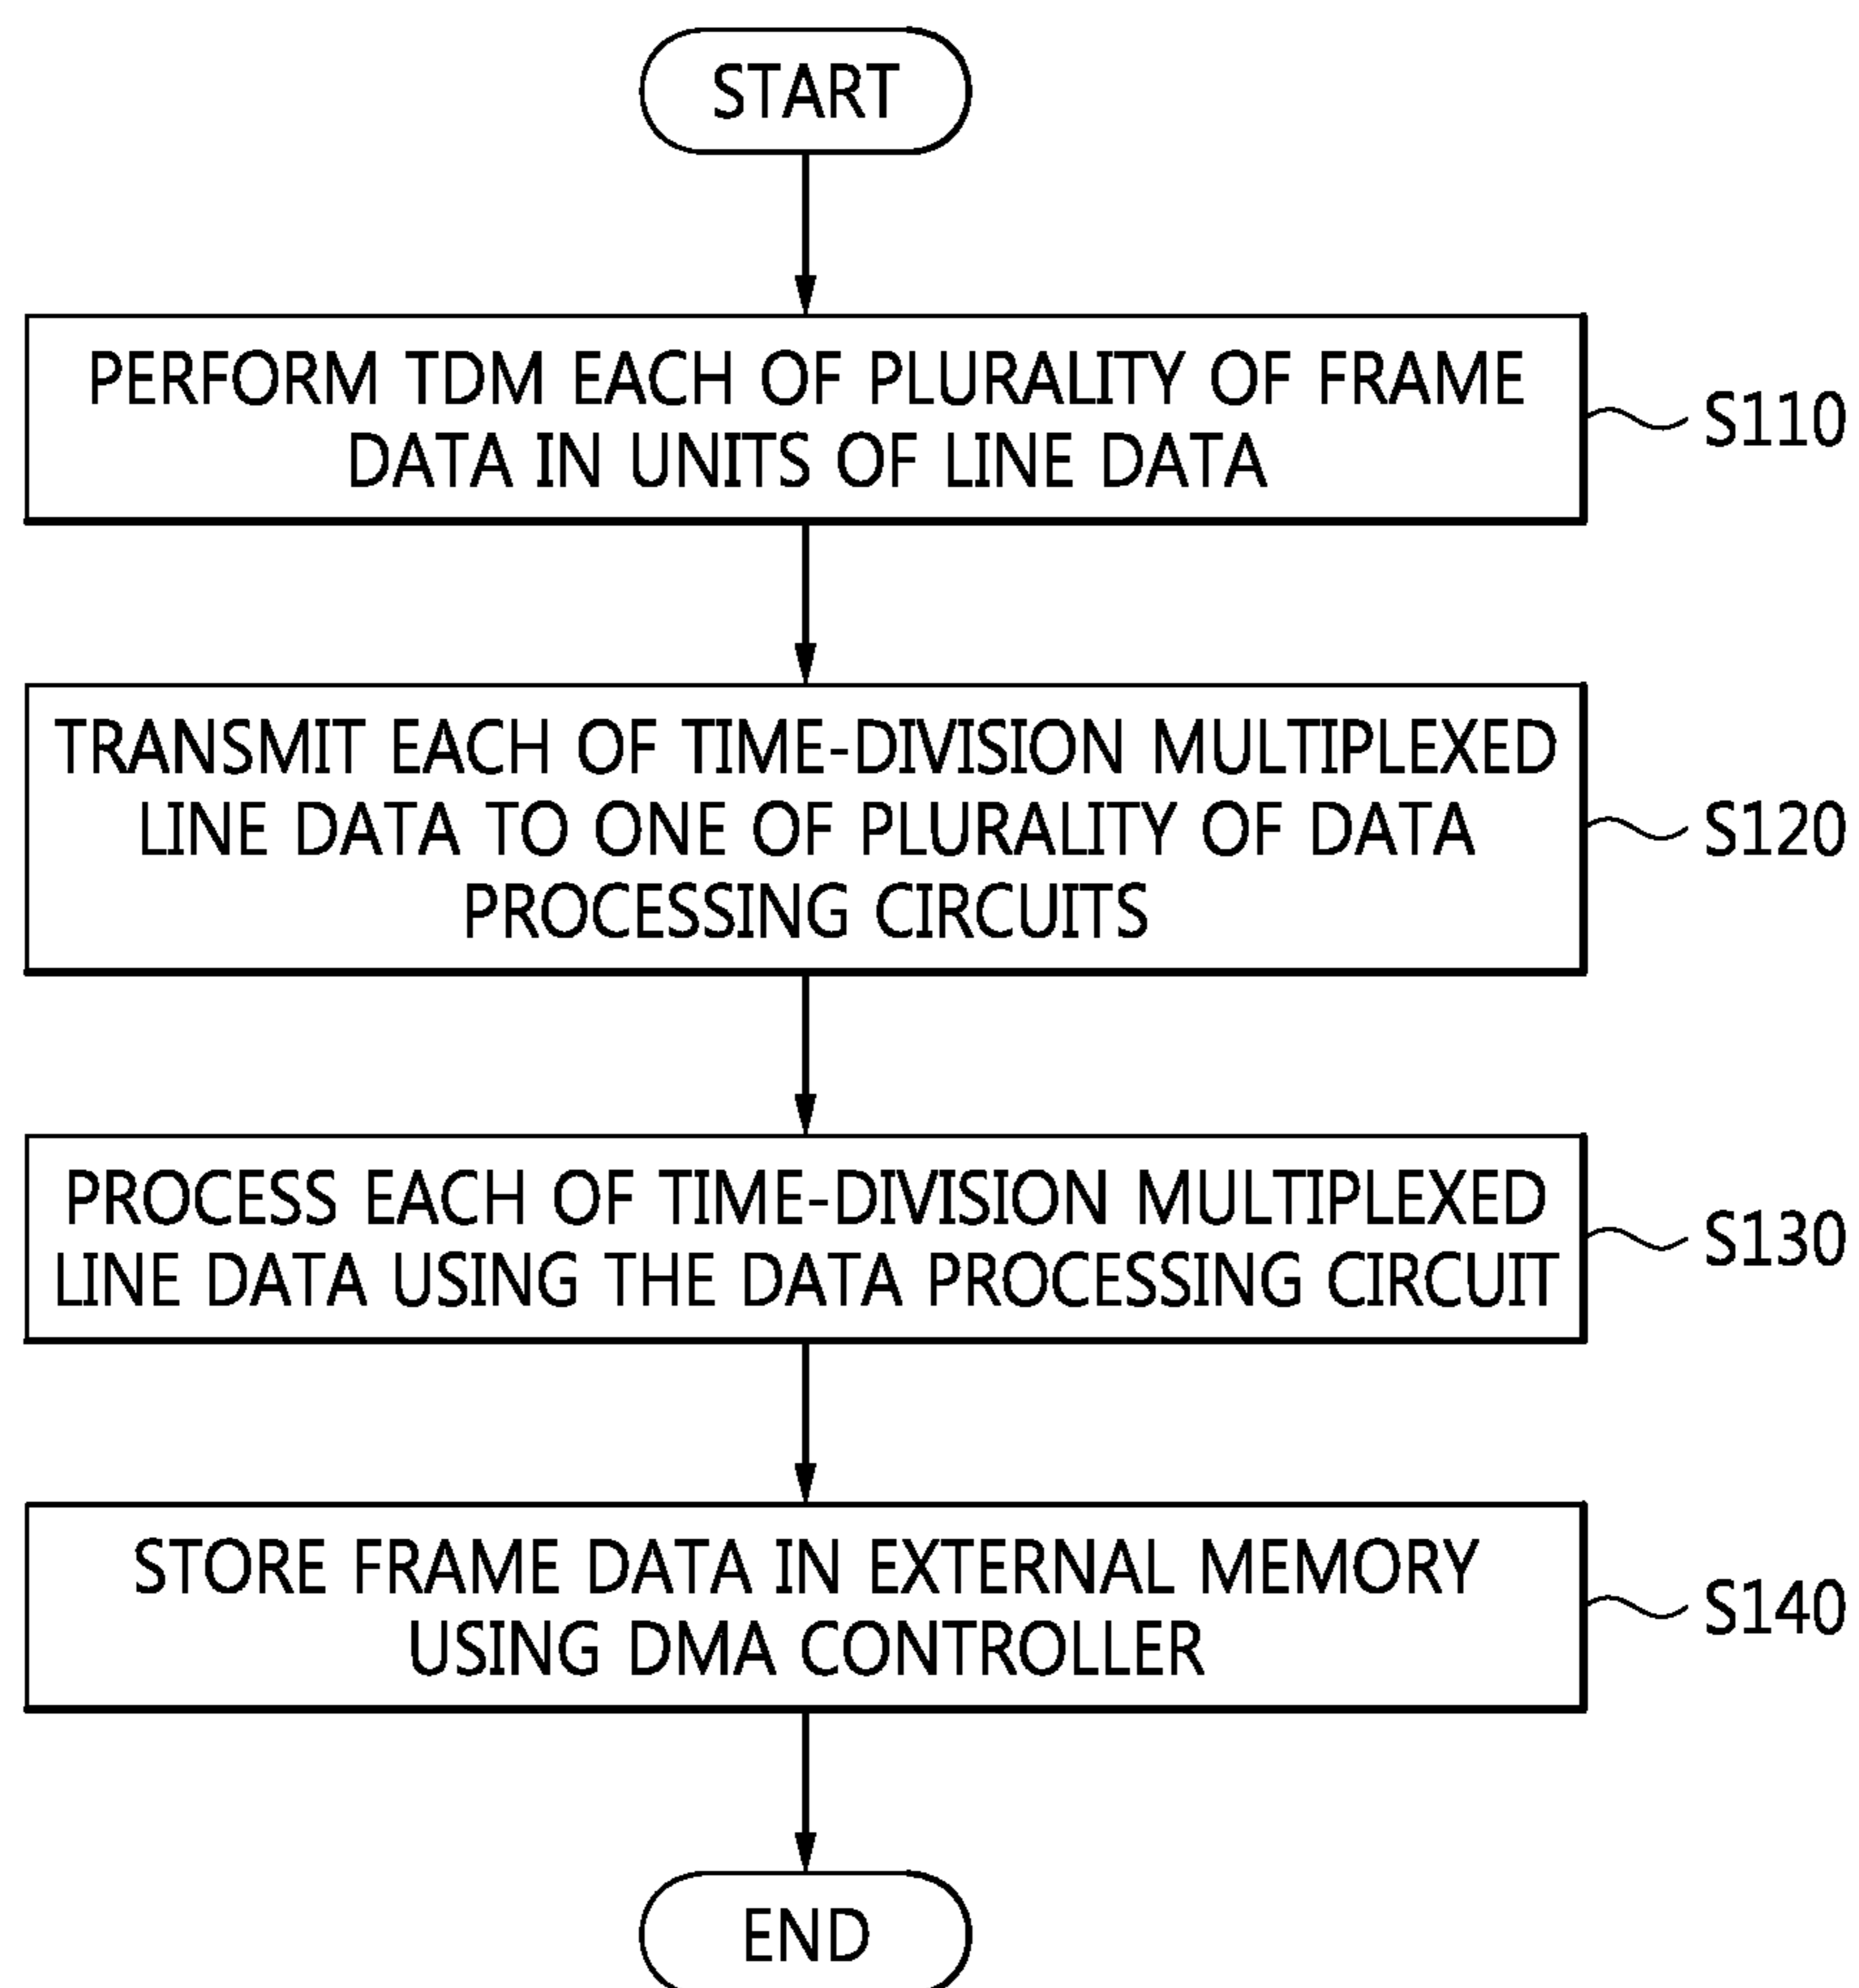 START
PERFORM TDM EACH OF PLURALITY OF FRAME
DATA IN UNITS OF LINE DATA
S110
TRANSMIT EACH OF TIME-DIVISION MULTIPLEXED
LINE DATA TO ONE OF PLURALITY OF DATA
PROCESSING CIRCUITS
S120
PROCESS EACH OF TIME-DIVISION MULTIPLEXED
LINE DATA USING THE DATA PROCESSING CIRCUIT
S130
STORE FRAME DATA IN EXTERNAL MEMORY
USING DMA CONTROLLER
S140
END